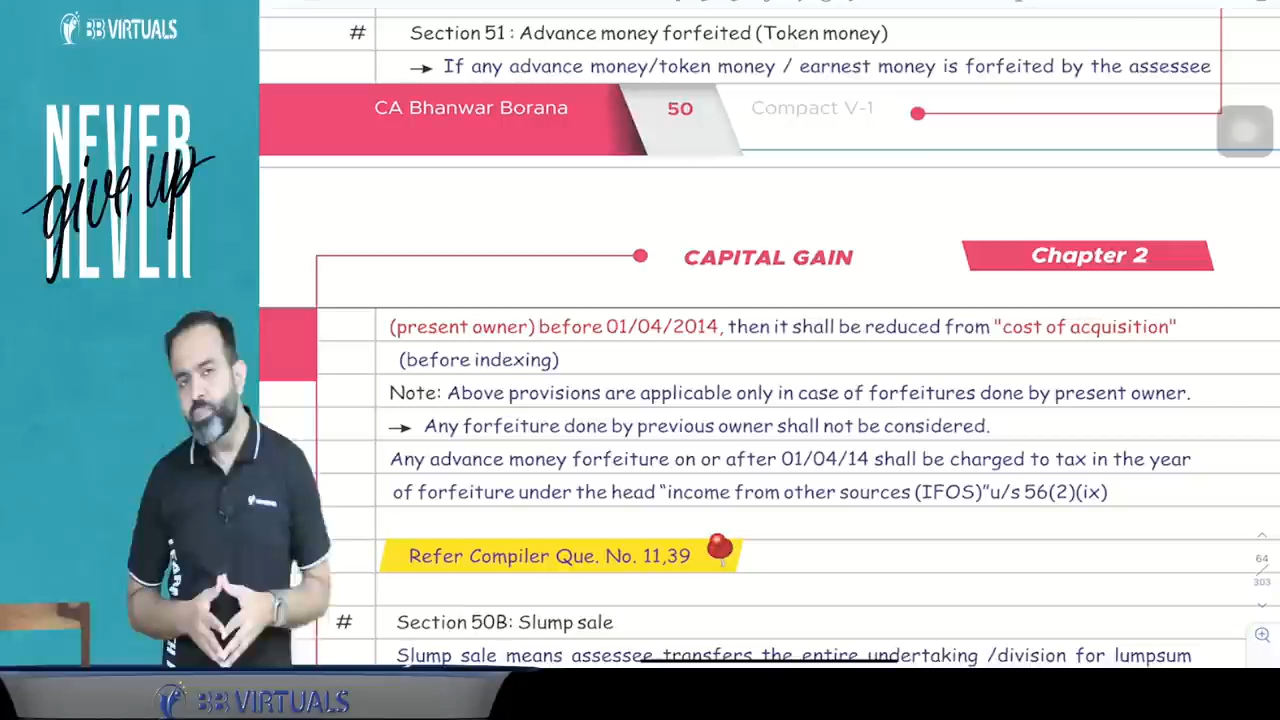 BB VIRTUALS
NEVER
give up
NEVER
# Section 51 : Advance money forfeited (Token money)
→ If any advance money/token money / earnest money is forfeited by the assessee
CA Bhanwar Borana 50 Compact V-1
CAPITAL GAIN Chapter 2
(present owner) before 01/04/2014, then it shall be reduced from "cost of acquisition"
(before indexing)
Note: Above provisions are applicable only in case of forfeitures done by present owner.
→ Any forfeiture done by previous owner shall not be considered.
Any advance money forfeiture on or after 01/04/14 shall be charged to tax in the year
of forfeiture under the head “income from other sources (IFOS)”u/s 56(2)(ix)
Refer Compiler Que. No. 11,39
64
303
# Section 50B: Slump sale
Slump sale means assessee transfers the entire undertaking /division for lumpsum
BB VIRTUALS